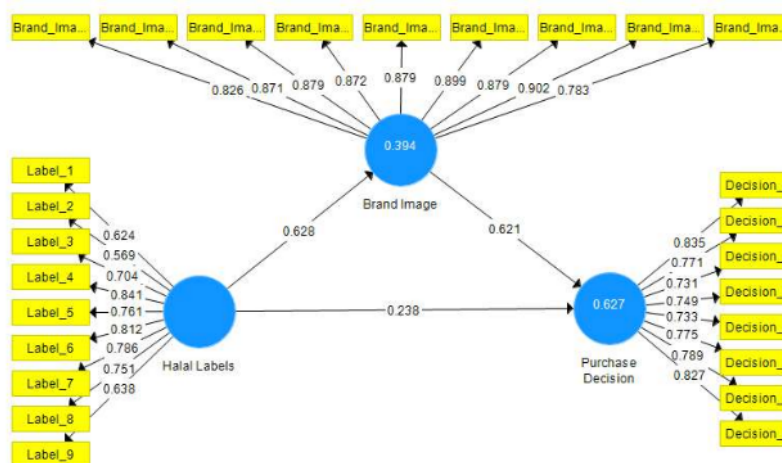 Brand_Ima... Brand_Ima... Brand_Ima... Brand_Ima... Brand_Ima... Brand_Ima... Brand_Ima... Brand_Ima... Brand_Ima...
0.826 0.871 0.879 0.872 0.879 0.899 0.879 0.902 0.783
0.394
Brand Image
Label_1
Label_2
Label_3
Label_4
Label_5
Label_6
Label_7
Label_8
Label_9
0.624
0.569
0.704
0.841
0.761
0.812
0.786
0.751
0.638
Halal Labels
0.628
0.621
0.238
0.627
Purchase
Decision
0.835
0.771
0.731
0.749
0.733
0.775
0.789
0.827
Decision_
Decision_
Decision_
Decision_
Decision_
Decision_
Decision_
Decision_